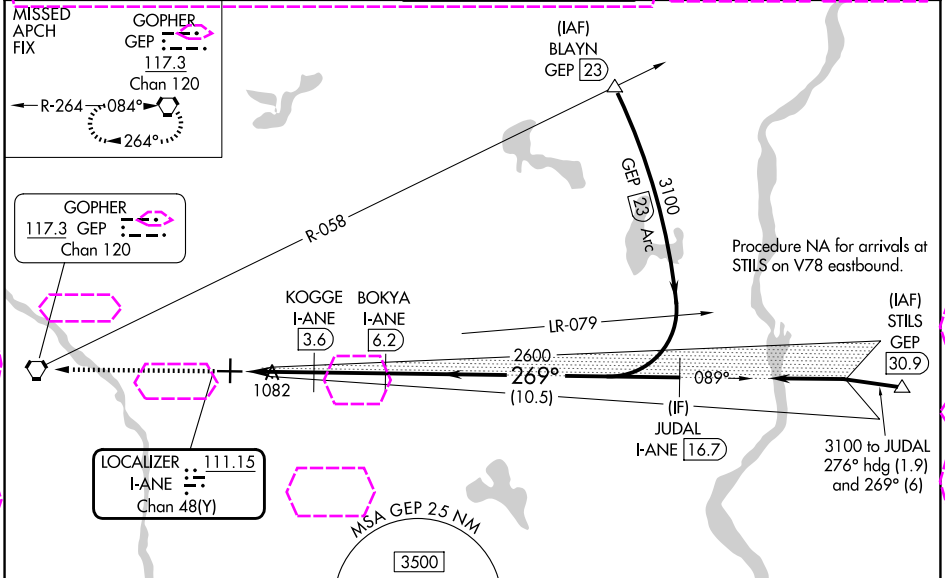 MISSED
APCH
FIX
GOPHER
GEP
117.3
Chan 120
R-264
084°
264°
(IAF)
BLAYN
GEP 23
R-058
GEP 23 Arc
3100
GOPHER
117.3 GEP
Chan 120
Procedure NA for arrivals at
STILS on V78 eastbound.
(IAF)
STILS
GEP
30.9
KOGGE
I-ANE
3.6
BOKYA
I-ANE
6.2
LR-079
2600
269°
(10.5)
089°
1082
(IF)
JUDAL
I-ANE 16.7
3100 to JUDAL
276° hdg (1.9)
and 269° (6)
LOCALIZER 111.15
I-ANE
Chan 48(Y)
MSA GEP 25 NM
3500